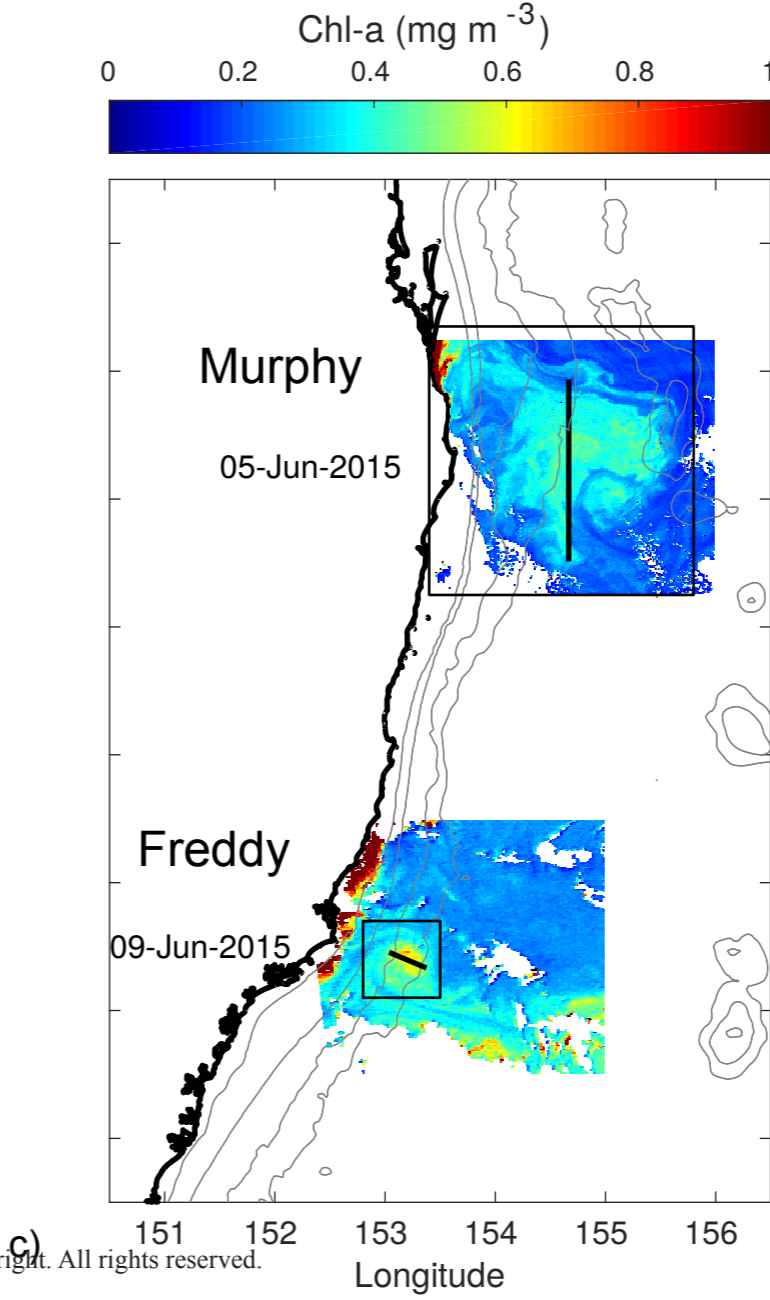 Chl-a (mg m -3)
0 0.2 0.4 0.6 0.8 1
Murphy
05-Jun-2015
Freddy
09-Jun-2015
151 152 153 154 155 156
c)
right. All rights reserved.
Longitude